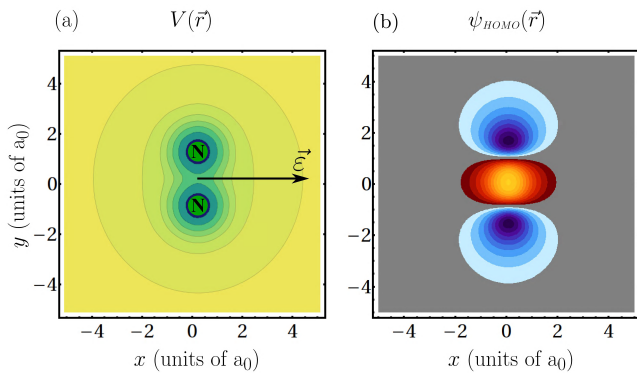 (a) V(r⃗)
(b) ψHOMO(r⃗)
4
2
0
−2
−4
y (units of a0)
N
N
ω⃗
−4 −2 0 2 4
x (units of a0)
4
2
0
−2
−4
−4 −2 0 2 4
x (units of a0)